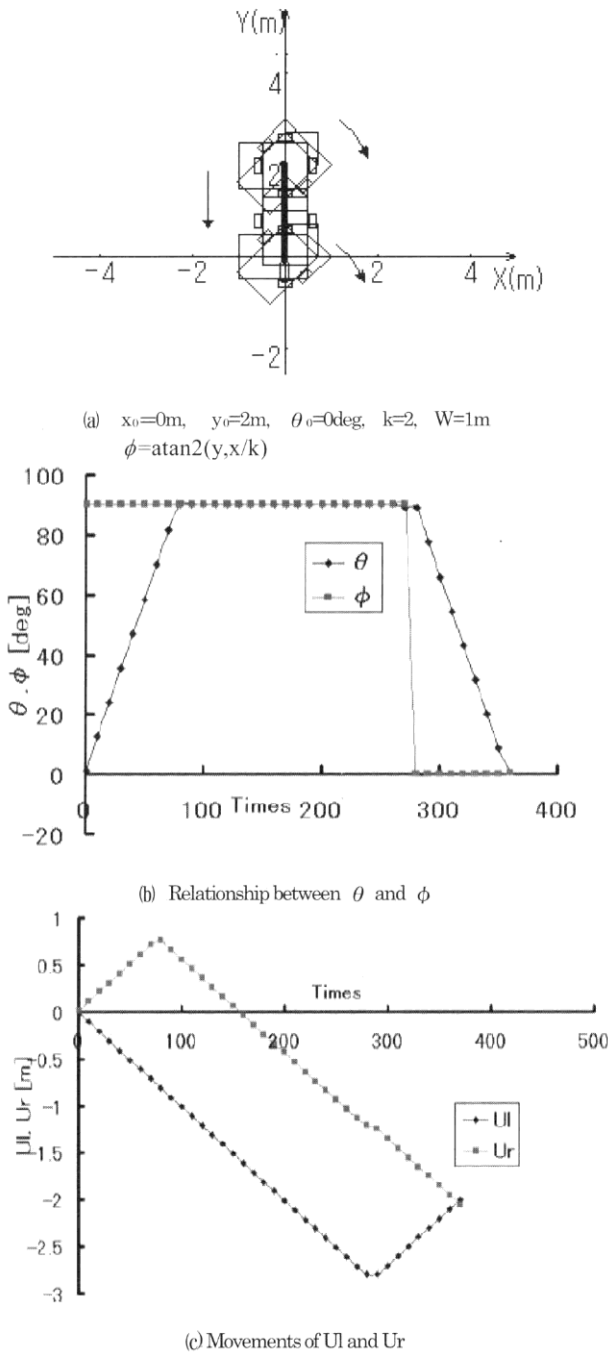 Y(m)
4
2
-4 -2 2 4 X(m)
-2
(a) x₀=0m, y₀=2m, θ₀=0deg, k=2, W=1m
ϕ=atan2(y,x/k)
100
80
60
40
20
0
-20
θ . ϕ [deg]
θ
ϕ
0 100 Times 200 300 400
(b) Relationship between θ and ϕ
1
0.5
0
-0.5
-1
-1.5
-2
-2.5
-3
Ul. Ur [m]
Times
0 100 200 300 400 500
Ul
Ur
(c) Movements of Ul and Ur